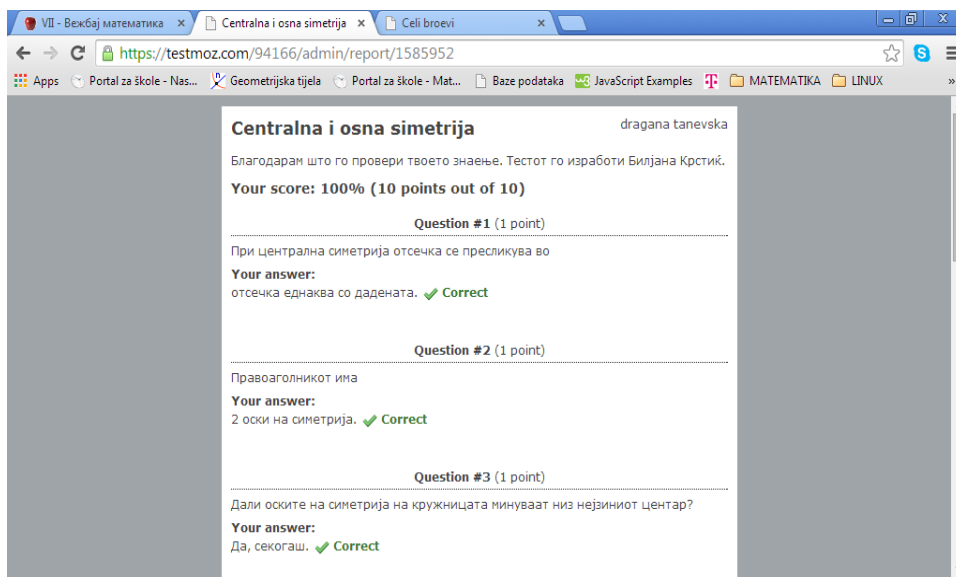 VII - Вежбај математика
Centralna i osna simetrija
Celi broevi
https://testmoz.com/94166/admin/report/1585952
Apps Portal za škole - Nas... Geometrijska tijela Portal za škole - Mat... Baze podataka JavaScript Examples MATEMATIKA LINUX »
Centralna i osna simetrija
dragana tanevska
Благодарам што го провери твоето знаење. Тестот го изработи Билјана Крстиќ.
Your score: 100% (10 points out of 10)
Question #1 (1 point)
При централна симетрија отсечка се пресликува во
Your answer:
отсечка еднаква со дадената. Correct
Question #2 (1 point)
Правоаголникот има
Your answer:
2 оски на симетрија. Correct
Question #3 (1 point)
Дали оските на симетрија на кружницата минуваат низ нејзиниот центар?
Your answer:
Да, секогаш. Correct